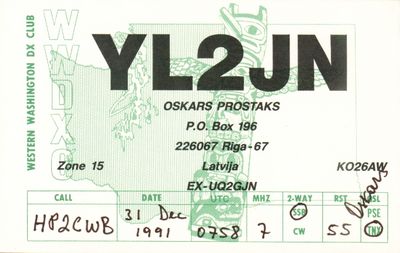 WESTERN WASHINGTON DX CLUB
WWDXC
YL2JN
OSKARS PROSTAKS
P.O. Box 196
226067 Riga-67
Zone 15 Latvija KO26AW
EX-UQ2GJN
CALL DATE UTC MHZ 2-WAY RST QSL
HP2CWB 31 Dec 1991 0758 7 SSB CW 55 PSE TNX
Oskars